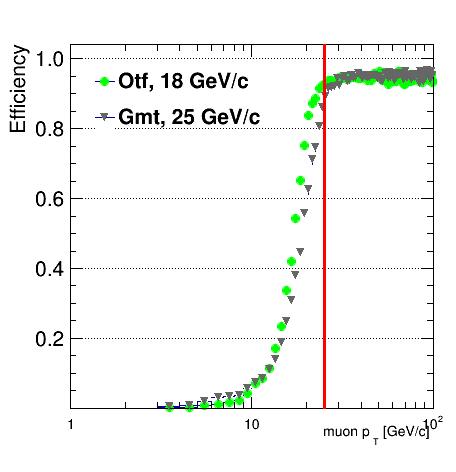 Efficiency
1.0
0.8
0.6
0.4
0.2
Otf, 18 GeV/c
Gmt, 25 GeV/c
1
10
10²
muon p_T [GeV/c]